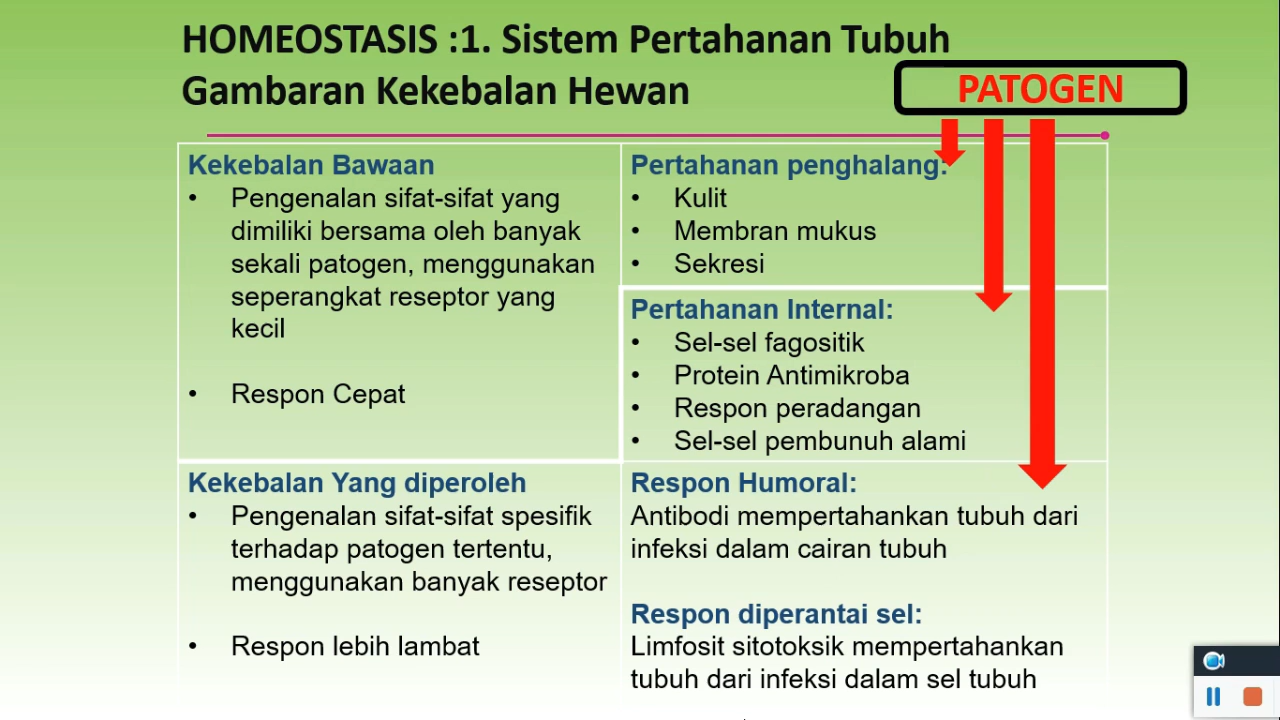 HOMEOSTASIS :1. Sistem Pertahanan Tubuh
Gambaran Kekebalan Hewan
PATOGEN
Kekebalan Bawaan
• Pengenalan sifat-sifat yang
dimiliki bersama oleh banyak
sekali patogen, menggunakan
seperangkat reseptor yang
kecil
• Respon Cepat
Pertahanan penghalang:
• Kulit
• Membran mukus
• Sekresi
Pertahanan Internal:
• Sel-sel fagositik
• Protein Antimikroba
• Respon peradangan
• Sel-sel pembunuh alami
Kekebalan Yang diperoleh
• Pengenalan sifat-sifat spesifik
terhadap patogen tertentu,
menggunakan banyak reseptor
• Respon lebih lambat
Respon Humoral:
Antibodi mempertahankan tubuh dari
infeksi dalam cairan tubuh
Respon diperantai sel:
Limfosit sitotoksik mempertahankan
tubuh dari infeksi dalam sel tubuh